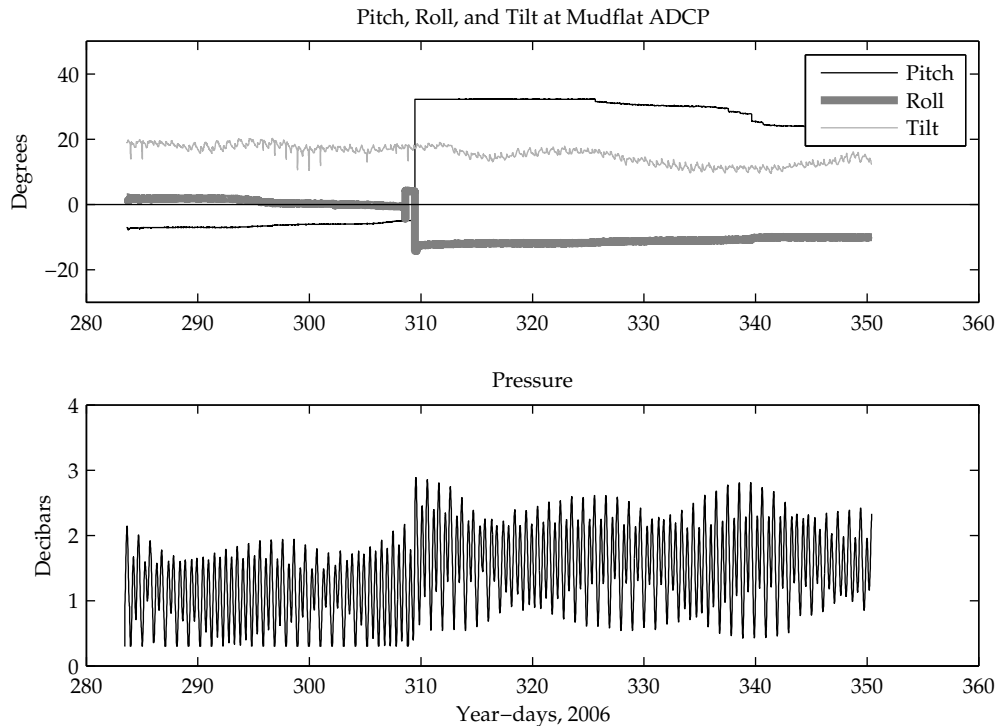 Pitch, Roll, and Tilt at Mudflat ADCP
Degrees
40
20
0
−20
Pitch
Roll
Tilt
280 290 300 310 320 330 340 350 360
Pressure
Decibars
4
3
2
1
0
280 290 300 310 320 330 340 350 360
Year−days, 2006